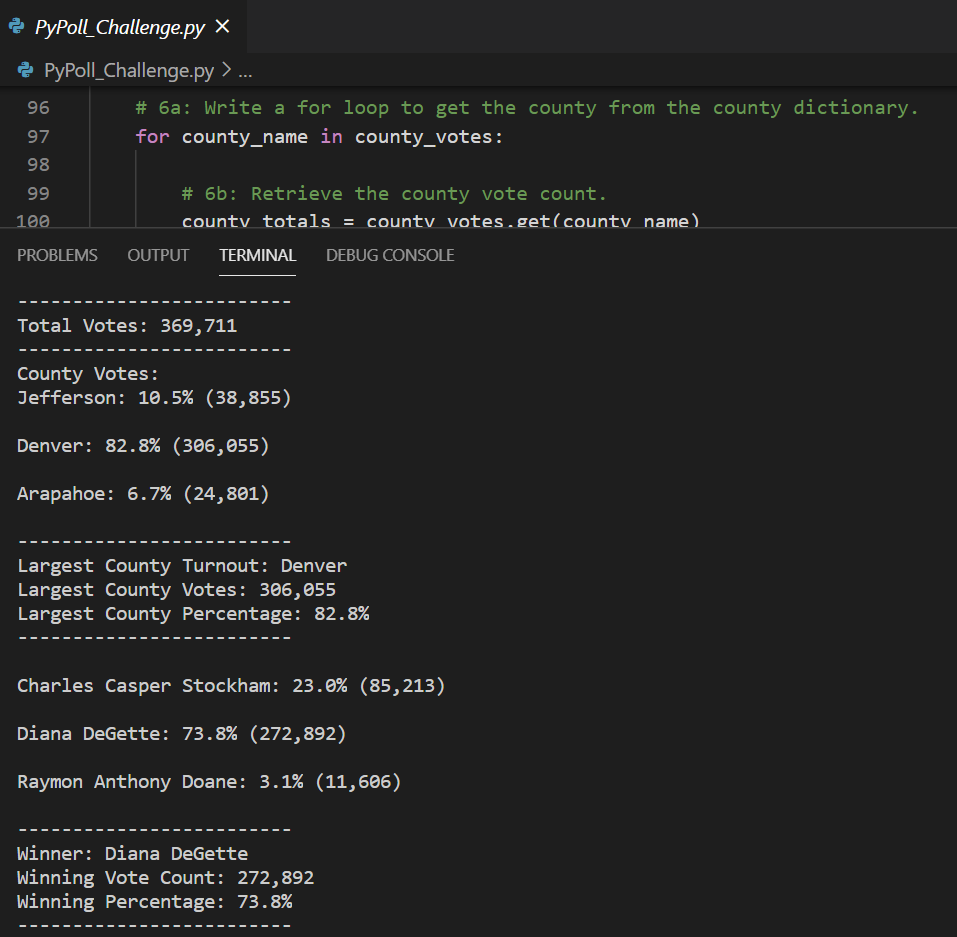 PyPoll_Challenge.py
PyPoll_Challenge.py > ...
96 # 6a: Write a for loop to get the county from the county dictionary.
97 for county_name in county_votes:
98
99 # 6b: Retrieve the county vote count.
100 county_totals = county_votes.get(county_name)
PROBLEMS OUTPUT TERMINAL DEBUG CONSOLE
-------------------------
Total Votes: 369,711
-------------------------
County Votes:
Jefferson: 10.5% (38,855)
Denver: 82.8% (306,055)
Arapahoe: 6.7% (24,801)
-------------------------
Largest County Turnout: Denver
Largest County Votes: 306,055
Largest County Percentage: 82.8%
-------------------------
Charles Casper Stockham: 23.0% (85,213)
Diana DeGette: 73.8% (272,892)
Raymon Anthony Doane: 3.1% (11,606)
-------------------------
Winner: Diana DeGette
Winning Vote Count: 272,892
Winning Percentage: 73.8%
-------------------------